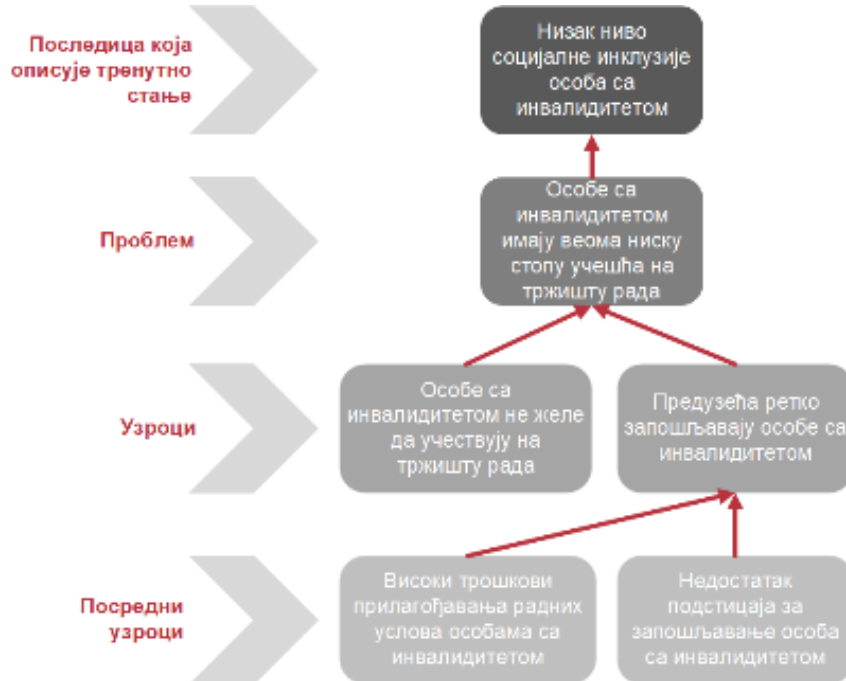 Последица која
описује тренутно
стање
Низак ниво
социјалне инклузије
особа са
инвалидитетом
Проблем
Особе са
инвалидитетом
имају веома ниску
стопу учешћа на
тржишту рада
Узроци
Особе са
инвалидитетом не желе
да учествују на
тржишту рада
Предузећа ретко
запошљавају особе са
инвалидитетом
Посредни
узроци
Високи трошкови
прилагођавања радних
услова особама са
инвалидитетом
Недостатак
подстицаја за
запошљавање особа
са инвалидитетом